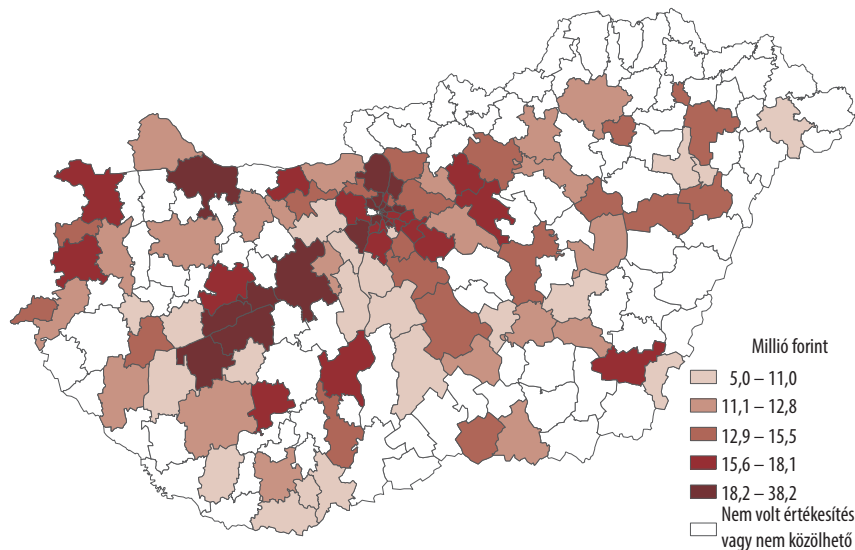 Millió forint
5,0 – 11,0
11,1 – 12,8
12,9 – 15,5
15,6 – 18,1
18,2 – 38,2
Nem volt értékesítés
vagy nem közölhető